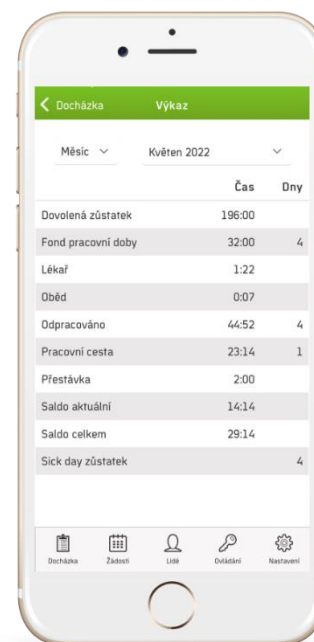 Docházka Výkaz
Měsíc Květen 2022
Čas Dny
Dovolená zůstatek 196:00
Fond pracovní doby 32:00 4
Lékař 1:22
Oběd 0:07
Odpracováno 44:52 4
Pracovní cesta 23:14 1
Přestávka 2:00
Saldo aktuální 14:14
Saldo celkem 29:14
Sick day zůstatek 4
Docházka Žádosti Lidé Ovládání Nastavení